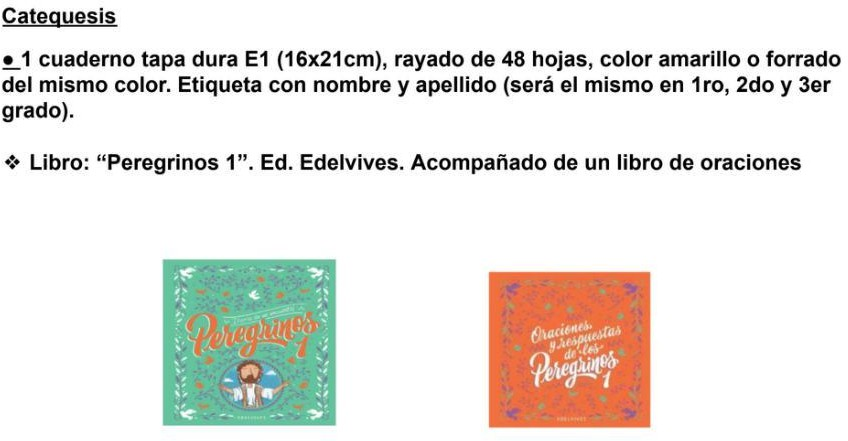 Catequesis
● 1 cuaderno tapa dura E1 (16x21cm), rayado de 48 hojas, color amarillo o forrado
del mismo color. Etiqueta con nombre y apellido (será el mismo en 1ro, 2do y 3er
grado).
❖ Libro: “Peregrinos 1”. Ed. Edelvives. Acompañado de un libro de oraciones
Peregrinos
1
EDELVIVES
Oraciones
y respuestas
de los
Peregrinos
1
EDELVIVES